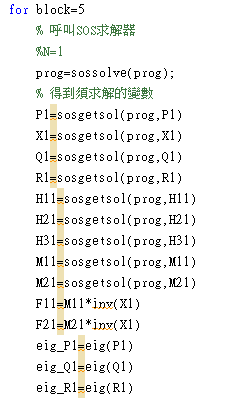 for block=5
% 呼叫SOS求解器
%N=1
prog=sossolve(prog);
% 得到須求解的變數
P1=sosgetsol(prog,P1)
X1=sosgetsol(prog,X1)
Q1=sosgetsol(prog,Q1)
R1=sosgetsol(prog,R1)
H11=sosgetsol(prog,H11)
H21=sosgetsol(prog,H21)
H31=sosgetsol(prog,H31)
M11=sosgetsol(prog,M11)
M21=sosgetsol(prog,M21)
F11=M11*inv(X1)
F21=M21*inv(X1)
eig_P1=eig(P1)
eig_Q1=eig(Q1)
eig_R1=eig(R1)